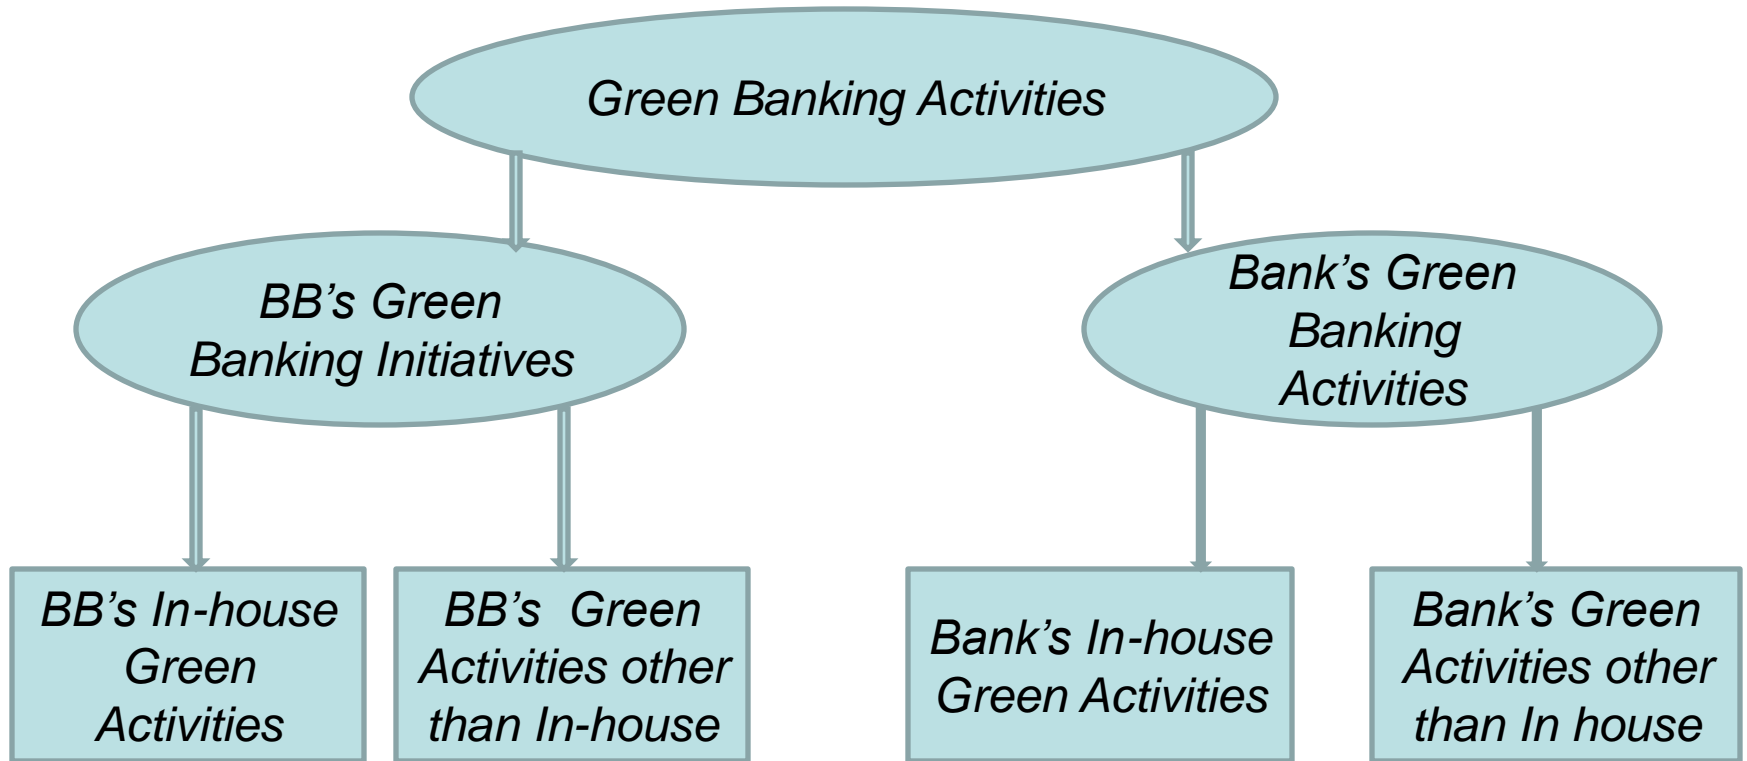 Green Banking Activities
BB’s Green
Banking Initiatives
Bank’s Green
Banking
Activities
BB’s In-house
Green
Activities
BB’s  Green
Activities other
than In-house
Bank’s In-house
Green Activities
Bank’s Green
Activities other
than In house